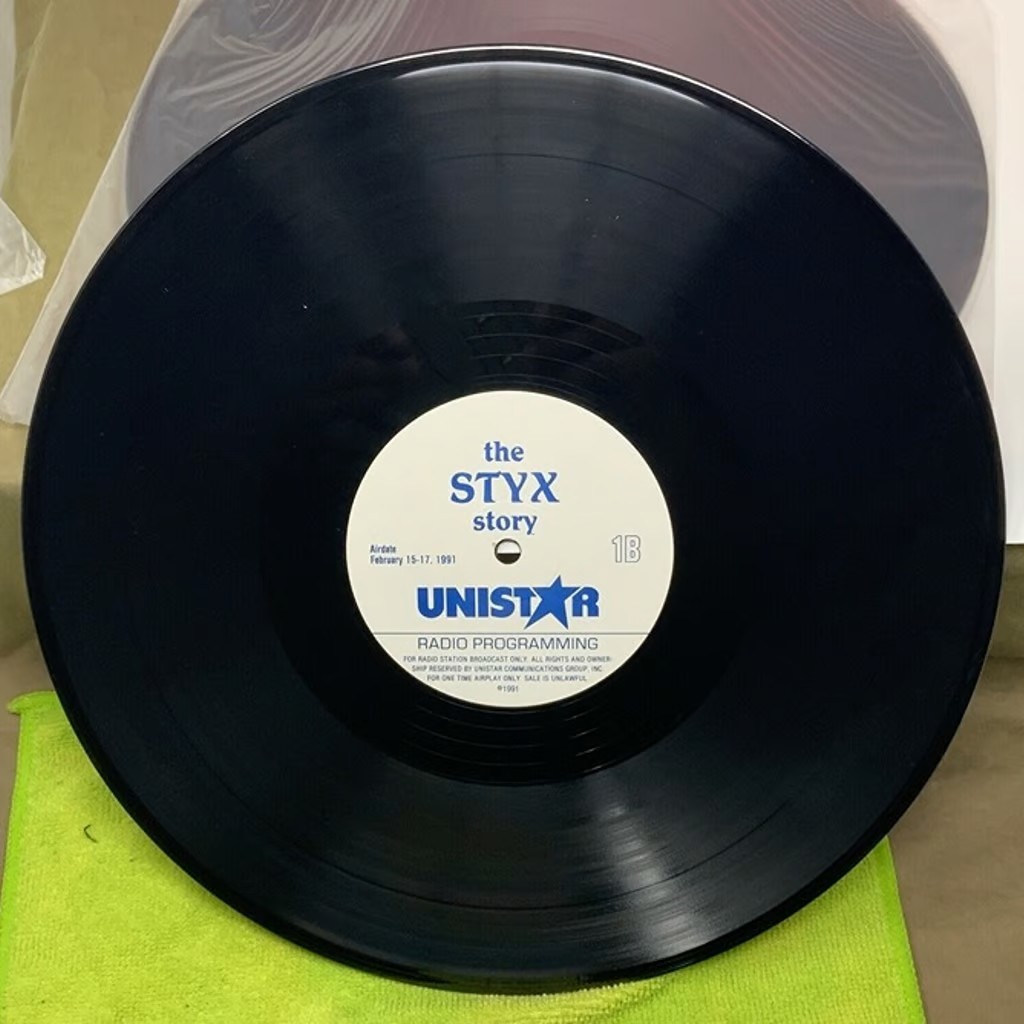 the
STYX
story
Airdate
February 15-17, 1991
1B
UNISTAR
RADIO PROGRAMMING
FOR RADIO STATION BROADCAST ONLY. ALL RIGHTS AND OWNER-
SHIP RESERVED BY UNISTAR COMMUNICATIONS GROUP, INC.
FOR ONE TIME AIRPLAY ONLY. SALE IS UNLAWFUL.
©1991